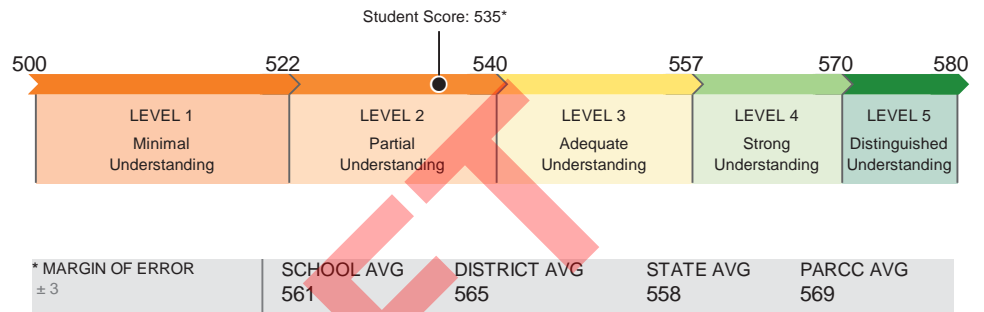 Student Score: 535*
500 522 540 557 570 580
LEVEL 1 LEVEL 2 LEVEL 3 LEVEL 4 LEVEL 5
Minimal Partial Adequate Strong Distinguished
Understanding Understanding Understanding Understanding Understanding
* MARGIN OF ERROR SCHOOL AVG DISTRICT AVG STATE AVG PARCC AVG
± 3 561 565 558 569